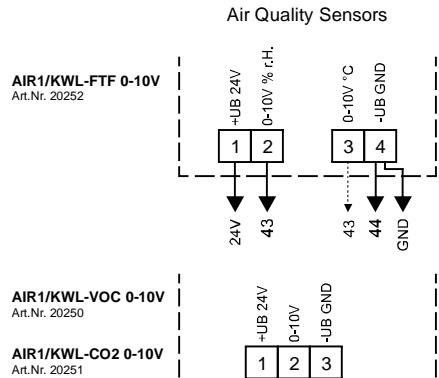 Air Quality Sensors
AIR1/KWL-FTF 0-10V
Art.Nr. 20252
+UB 24V
0-10V % r.H.
0-10V °C
-UB GND
1 2 3 4
24V
43
43
44
GND
AIR1/KWL-VOC 0-10V
Art.Nr. 20250
AIR1/KWL-CO2 0-10V
Art.Nr. 20251
+UB 24V
0-10V
-UB GND
1 2 3